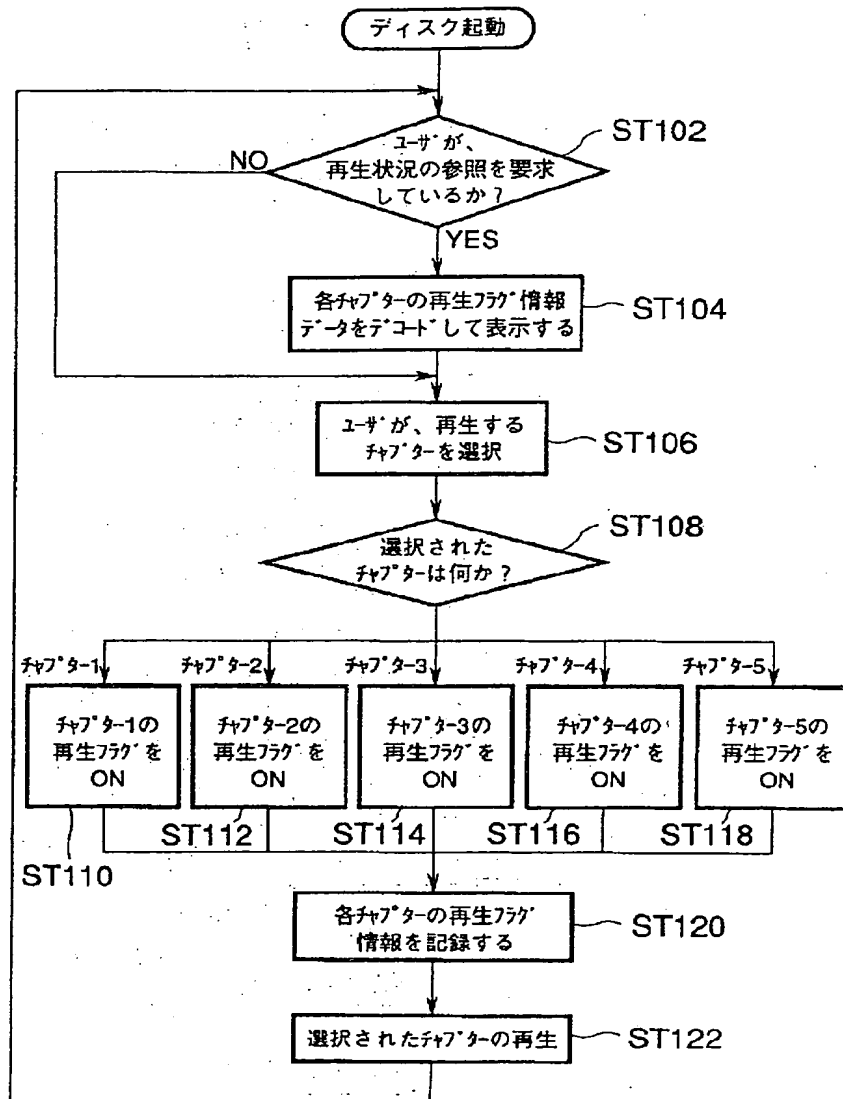 ディスク起動
ST102
ユーザが、
再生状況の参照を要求
しているか?
NO
YES
各チャプターの再生フラグ情報
データをデコードして表示する
ST104
ユーザが、再生する
チャプターを選択
ST106
ST108
選択された
チャプターは何か?
チャプター1
チャプター2
チャプター3
チャプター4
チャプター5
チャプター1の
再生フラグを
ON
チャプター2の
再生フラグを
ON
チャプター3の
再生フラグを
ON
チャプター4の
再生フラグを
ON
チャプター5の
再生フラグを
ON
ST110
ST112
ST114
ST116
ST118
各チャプターの再生フラグ
情報を記録する
ST120
選択されたチャプターの再生
ST122